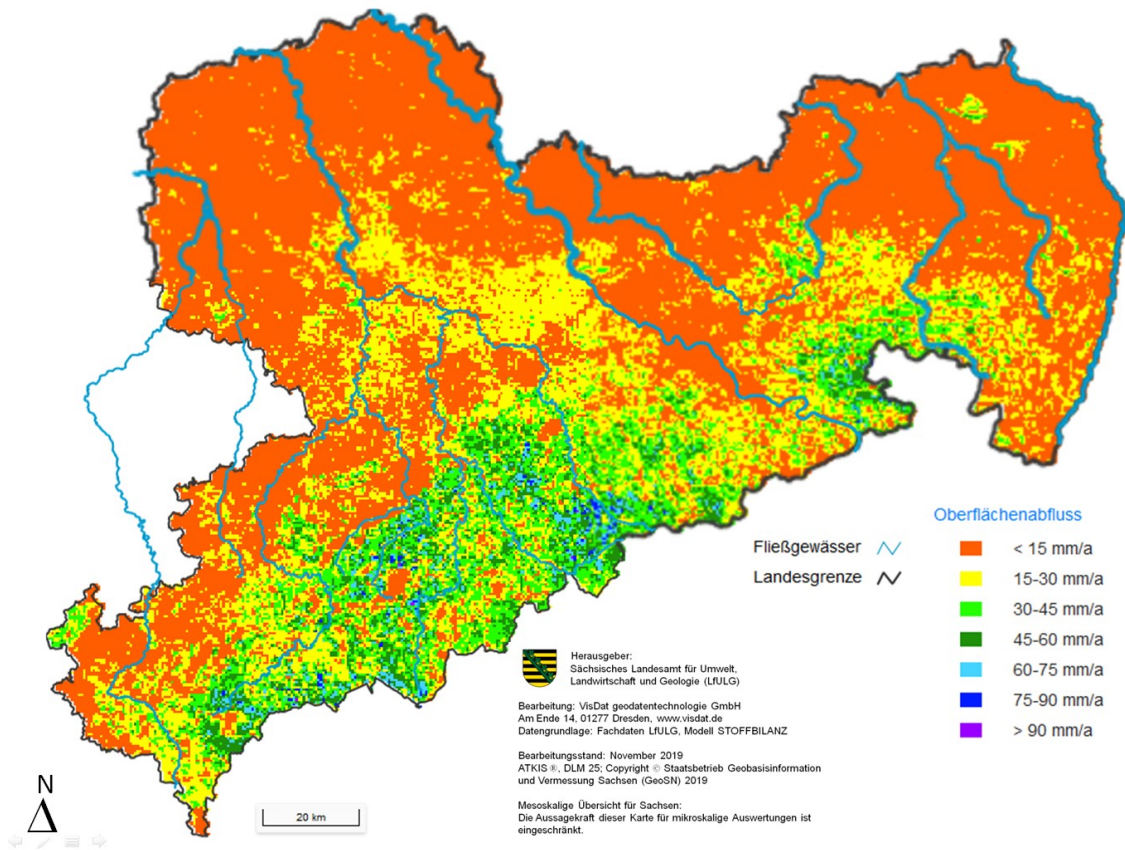 Oberflächenabfluss
Fließgewässer
Landesgrenze
< 15 mm/a
15-30 mm/a
30-45 mm/a
45-60 mm/a
60-75 mm/a
75-90 mm/a
> 90 mm/a
Herausgeber:
Sächsisches Landesamt für Umwelt,
Landwirtschaft und Geologie (LfULG)
Bearbeitung: VisDat geodatentechnologie GmbH
Am Ende 14, 01277 Dresden, www.visdat.de
Datengrundlage: Fachdaten LfULG, Modell STOFFBILANZ
Bearbeitungsstand: November 2019
ATKIS ®, DLM 25; Copyright © Staatsbetrieb Geobasisinformation
und Vermessung Sachsen (GeoSN) 2019
Mesoskalige Übersicht für Sachsen:
Die Aussagekraft dieser Karte für mikroskalige Auswertungen ist
eingeschränkt.
N
20 km